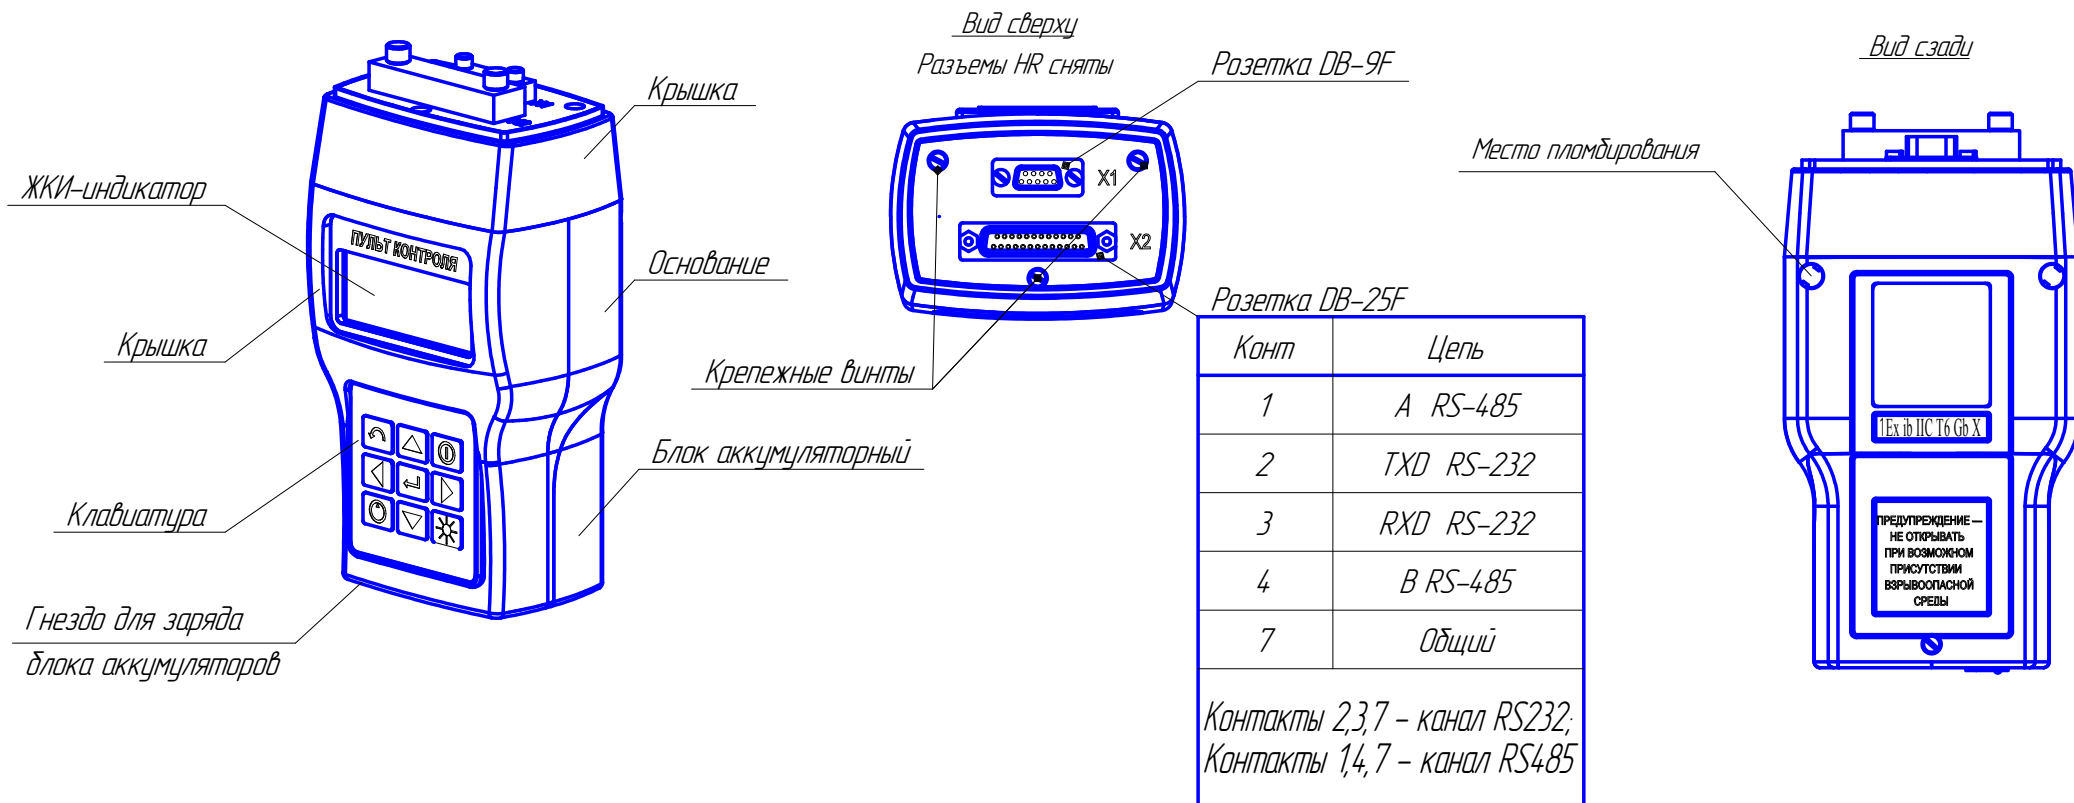 Крышка
ЖКИ-индикатор
ПУЛЬТ КОНТРОЛЯ
Основание
Крышка
Блок аккумуляторный
Клавиатура
Гнездо для заряда
блока аккумуляторов
Вид сверху
Разъемы HR сняты
Розетка DB-9F
X1
X2
Крепежные винты
Розетка DB-25F
Конт Цепь
1 A RS-485
2 TXD RS-232
3 RXD RS-232
4 B RS-485
7 Общий
Контакты 2,3,7 - канал RS232;
Контакты 1,4,7 - канал RS485
Вид сзади
Место пломбирования
1Ex ib IIC T6 Gb X
ПРЕДУПРЕЖДЕНИЕ —
НЕ ОТКРЫВАТЬ
ПРИ ВОЗМОЖНОМ
ПРИСУТСТВИИ
ВЗРЫВООПАСНОЙ
СРЕДЫ